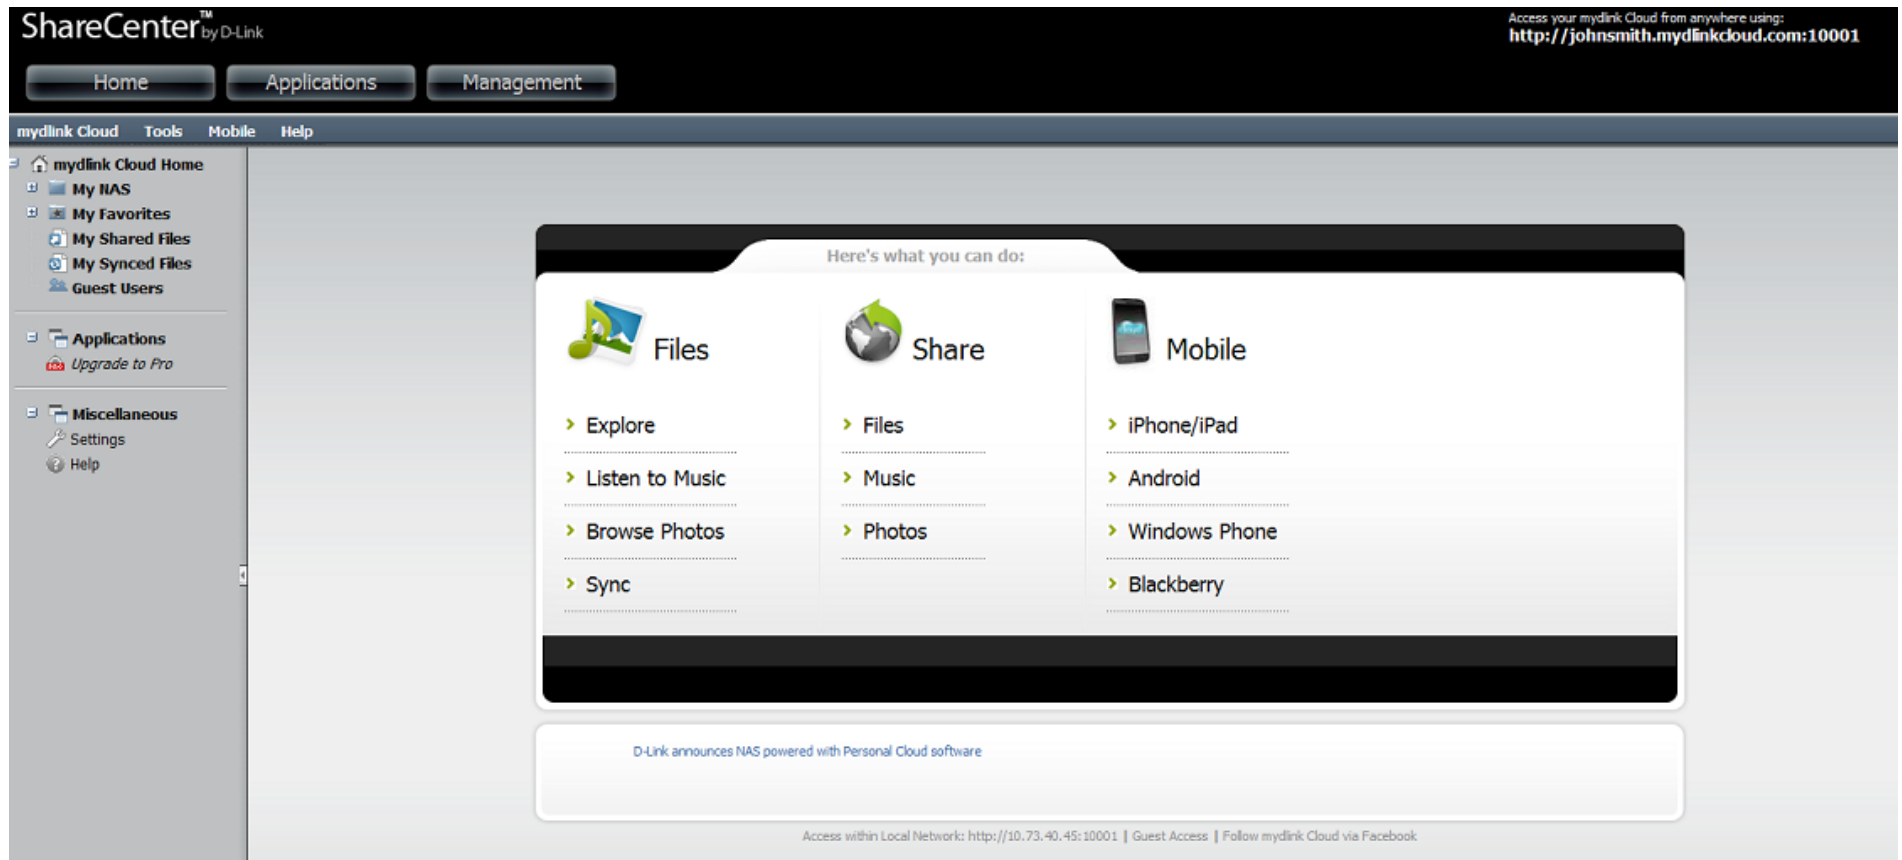 ShareCenter™ by D-Link
Access your mydlink Cloud from anywhere using:
http://johnsmith.mydlinkcloud.com:10001
Home Applications Management
mydlink Cloud Tools Mobile Help
mydlink Cloud Home
My NAS
My Favorites
My Shared Files
My Synced Files
Guest Users
Applications
Upgrade to Pro
Miscellaneous
Settings
Help
Here's what you can do:
Files
Explore
Listen to Music
Browse Photos
Sync
Share
Files
Music
Photos
Mobile
iPhone/iPad
Android
Windows Phone
Blackberry
D-Link announces NAS powered with Personal Cloud software
Access within Local Network: http://10.73.40.45:10001 | Guest Access | Follow mydlink Cloud via Facebook